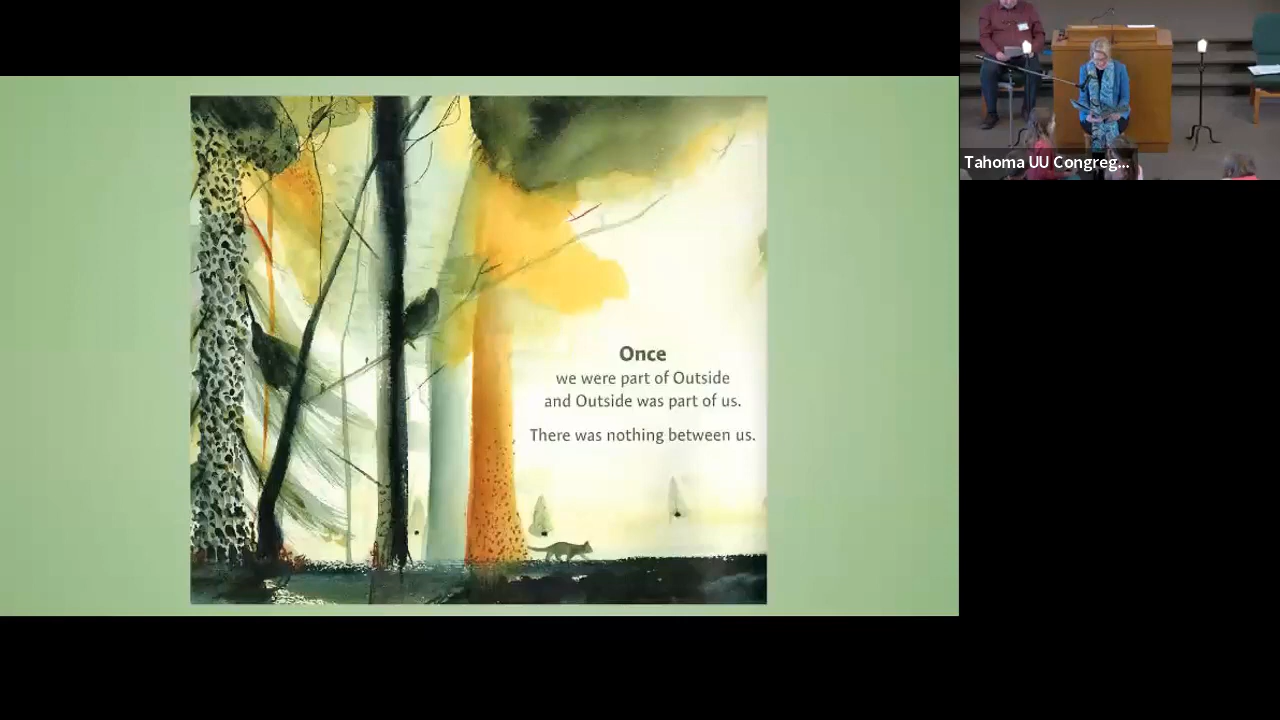 Once
we were part of Outside
and Outside was part of us.
There was nothing between us.
Tahoma UU Congreg...